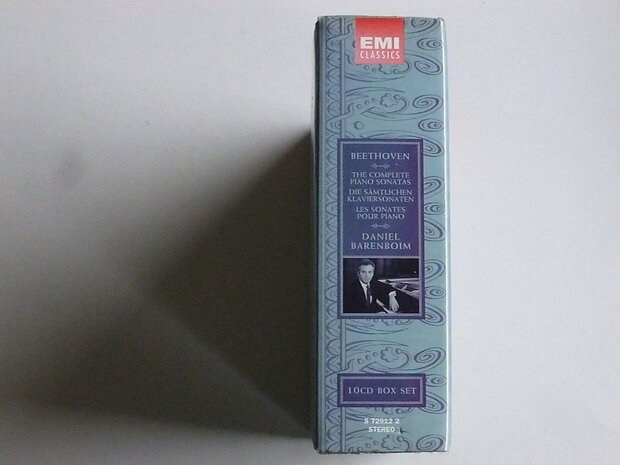 EMI
CLASSICS
BEETHOVEN
THE COMPLETE
PIANO SONATAS
DIE SÄMTLICHEN
KLAVIERSONATEN
LES SONATES
POUR PIANO
DANIEL
BARENBOIM
10CD BOX SET
5 72912 2
STEREO